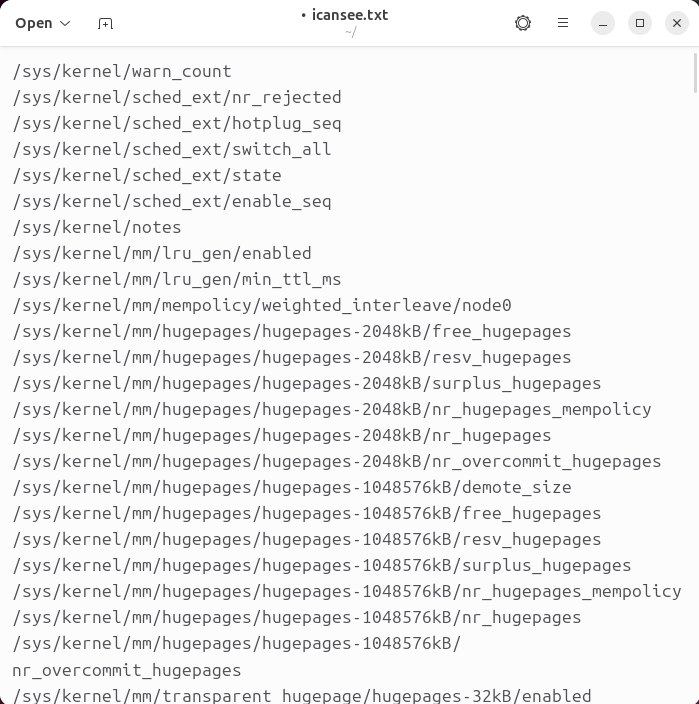 Open
• icansee.txt
~/
/sys/kernel/warn_count
/sys/kernel/sched_ext/nr_rejected
/sys/kernel/sched_ext/hotplug_seq
/sys/kernel/sched_ext/switch_all
/sys/kernel/sched_ext/state
/sys/kernel/sched_ext/enable_seq
/sys/kernel/notes
/sys/kernel/mm/lru_gen/enabled
/sys/kernel/mm/lru_gen/min_ttl_ms
/sys/kernel/mm/mempolicy/weighted_interleave/node0
/sys/kernel/mm/hugepages/hugepages-2048kB/free_hugepages
/sys/kernel/mm/hugepages/hugepages-2048kB/resv_hugepages
/sys/kernel/mm/hugepages/hugepages-2048kB/surplus_hugepages
/sys/kernel/mm/hugepages/hugepages-2048kB/nr_hugepages_mempolicy
/sys/kernel/mm/hugepages/hugepages-2048kB/nr_hugepages
/sys/kernel/mm/hugepages/hugepages-2048kB/nr_overcommit_hugepages
/sys/kernel/mm/hugepages/hugepages-1048576kB/demote_size
/sys/kernel/mm/hugepages/hugepages-1048576kB/free_hugepages
/sys/kernel/mm/hugepages/hugepages-1048576kB/resv_hugepages
/sys/kernel/mm/hugepages/hugepages-1048576kB/surplus_hugepages
/sys/kernel/mm/hugepages/hugepages-1048576kB/nr_hugepages_mempolicy
/sys/kernel/mm/hugepages/hugepages-1048576kB/nr_hugepages
/sys/kernel/mm/hugepages/hugepages-1048576kB/
nr_overcommit_hugepages
/sys/kernel/mm/transparent_hugepage/hugepages-32kB/enabled